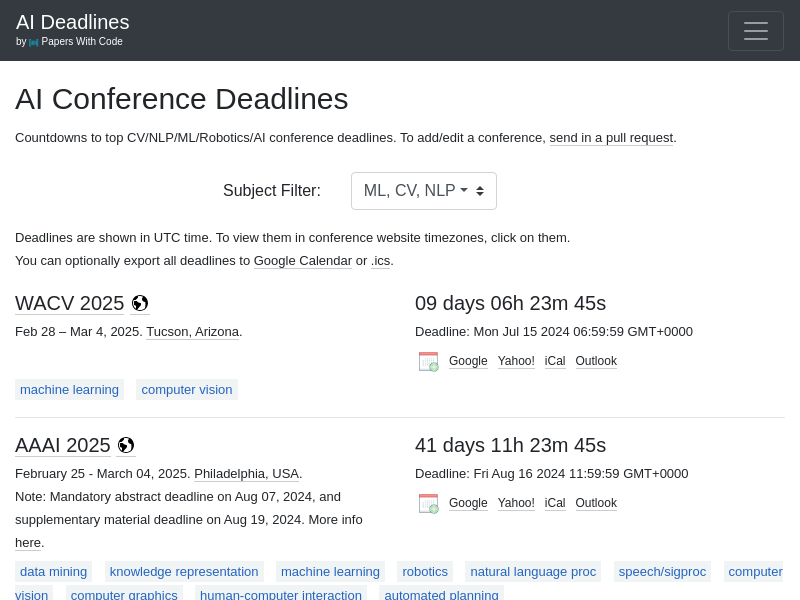 AI Deadlines
by Papers With Code
AI Conference Deadlines
Countdowns to top CV/NLP/ML/Robotics/AI conference deadlines. To add/edit a conference, send in a pull request.
Subject Filter: ML, CV, NLP
Deadlines are shown in UTC time. To view them in conference website timezones, click on them.
You can optionally export all deadlines to Google Calendar or .ics.
WACV 2025
09 days 06h 23m 45s
Feb 28 – Mar 4, 2025. Tucson, Arizona.
Deadline: Mon Jul 15 2024 06:59:59 GMT+0000
Google Yahoo! iCal Outlook
machine learning computer vision
AAAI 2025
41 days 11h 23m 45s
February 25 - March 04, 2025. Philadelphia, USA.
Deadline: Fri Aug 16 2024 11:59:59 GMT+0000
Note: Mandatory abstract deadline on Aug 07, 2024, and
supplementary material deadline on Aug 19, 2024. More info
here.
Google Yahoo! iCal Outlook
data mining knowledge representation machine learning robotics natural language proc speech/sigproc computer
vision computer graphics human-computer interaction automated planning